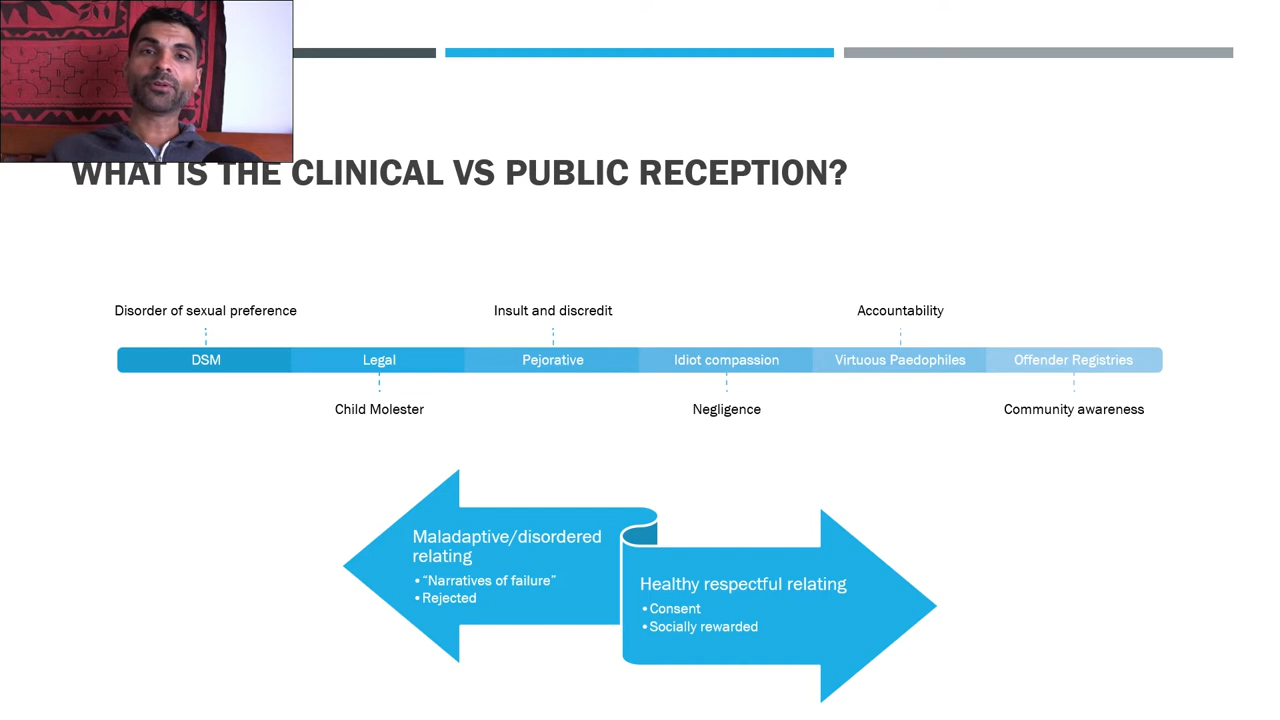 WHAT IS THE CLINICAL VS PUBLIC RECEPTION?
Disorder of sexual preference
Insult and discredit
Accountability
DSM
Legal
Pejorative
Idiot compassion
Virtuous Paedophiles
Offender Registries
Child Molester
Negligence
Community awareness
Maladaptive/disordered
relating
•“Narratives of failure”
•Rejected
Healthy respectful relating
•Consent
•Socially rewarded